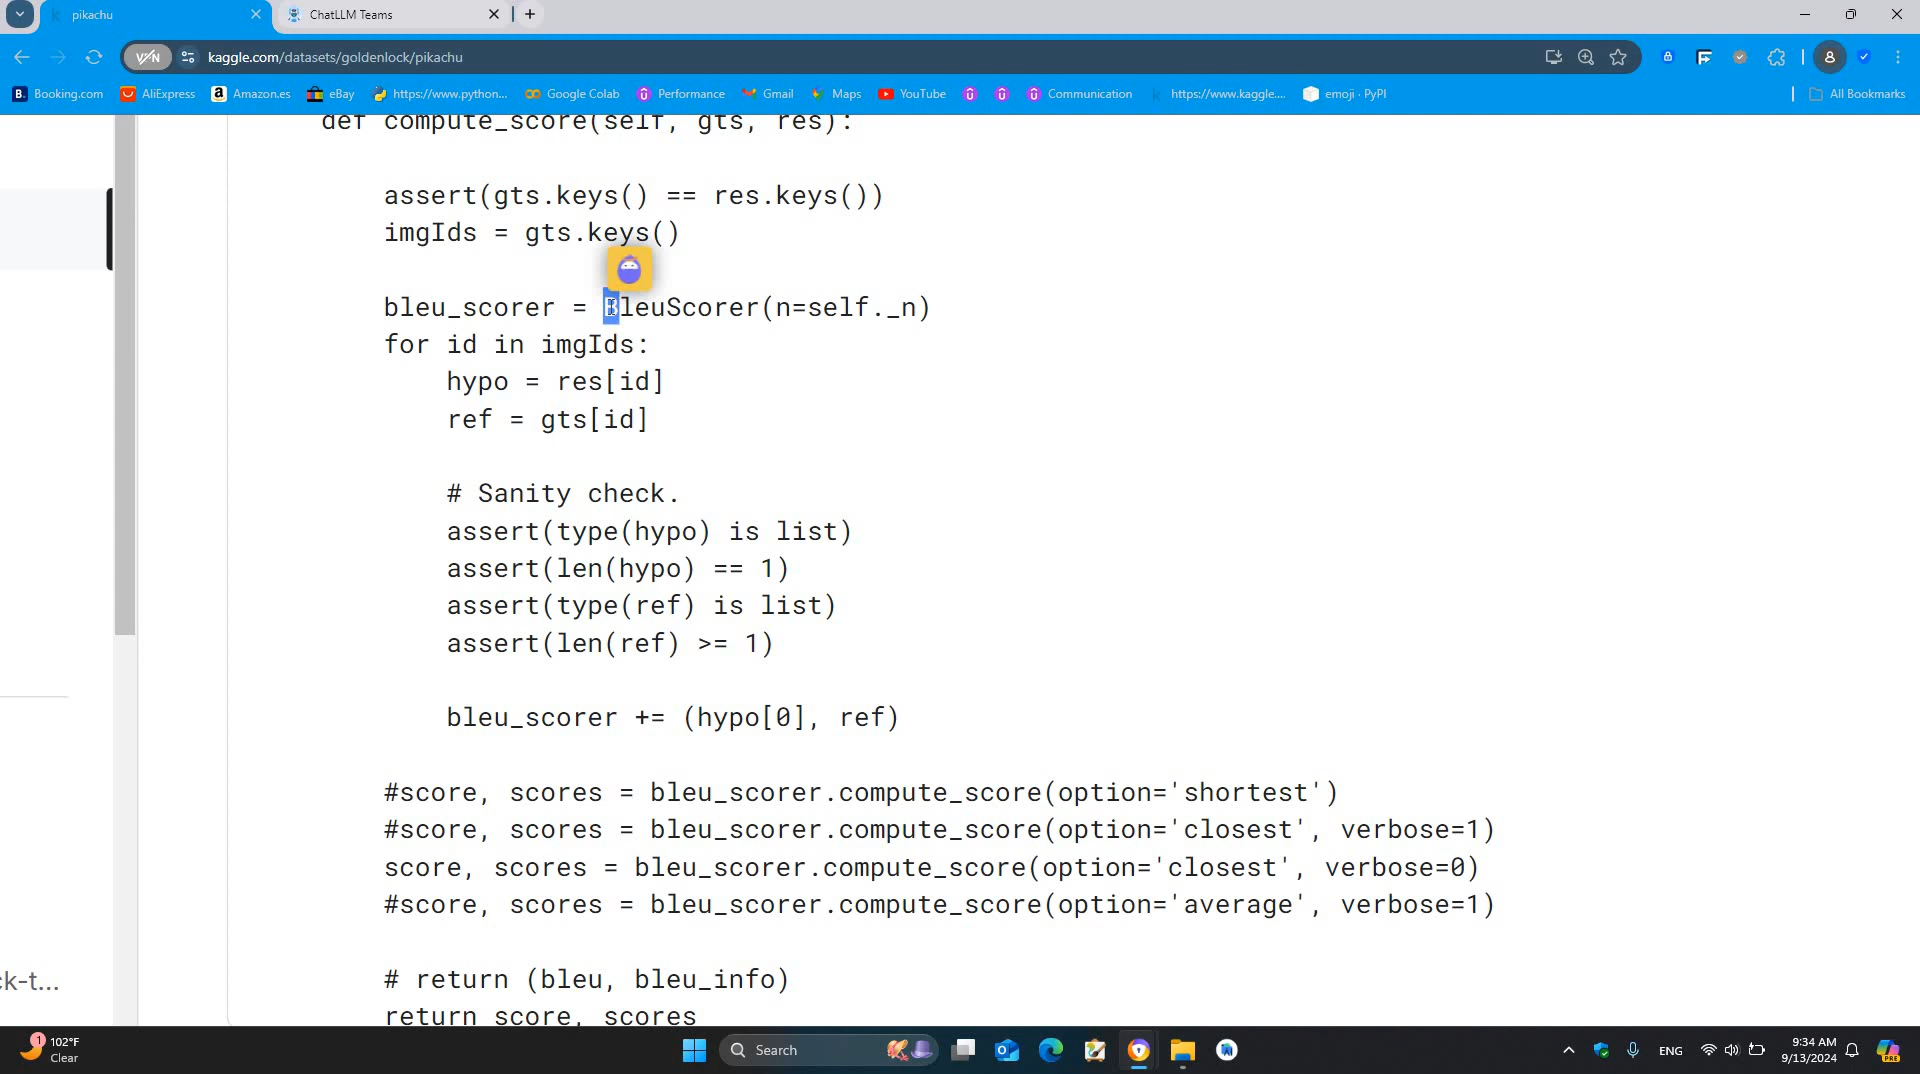 pikachu
ChatLLM Teams
VPN
kaggle.com/datasets/goldenlock/pikachu
Booking.com
AliExpress
Amazon.es
eBay
https://www.python...
Google Colab
Performance
Gmail
Maps
YouTube
Communication
https://www.kaggle....
emoji · PyPI
All Bookmarks
def compute_score(self, gts, res):
assert(gts.keys() == res.keys())
imgIds = gts.keys()
bleu_scorer = BleuScorer(n=self._n)
for id in imgIds:
hypo = res[id]
ref = gts[id]
# Sanity check.
assert(type(hypo) is list)
assert(len(hypo) == 1)
assert(type(ref) is list)
assert(len(ref) >= 1)
bleu_scorer += (hypo[0], ref)
#score, scores = bleu_scorer.compute_score(option='shortest')
#score, scores = bleu_scorer.compute_score(option='closest', verbose=1)
score, scores = bleu_scorer.compute_score(option='closest', verbose=0)
#score, scores = bleu_scorer.compute_score(option='average', verbose=1)
ck-t...
# return (bleu, bleu_info)
return score, scores
1
102°F
Clear
Search
ENG
9:34 AM
9/13/2024
PRE